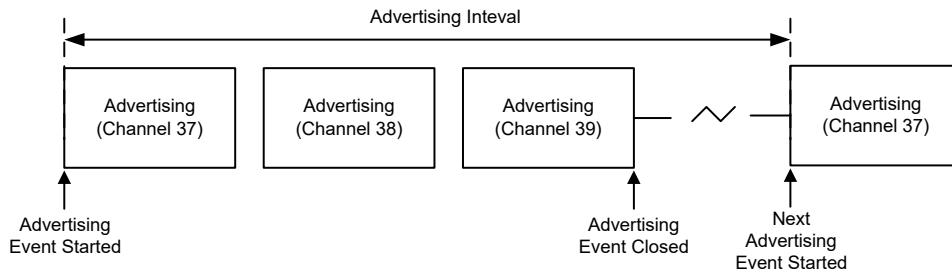 Advertising Inteval
Advertising
(Channel 37)
Advertising
(Channel 38)
Advertising
(Channel 39)
Advertising
(Channel 37)
Advertising
Event Started
Advertising
Event Closed
Next
Advertising
Event Started